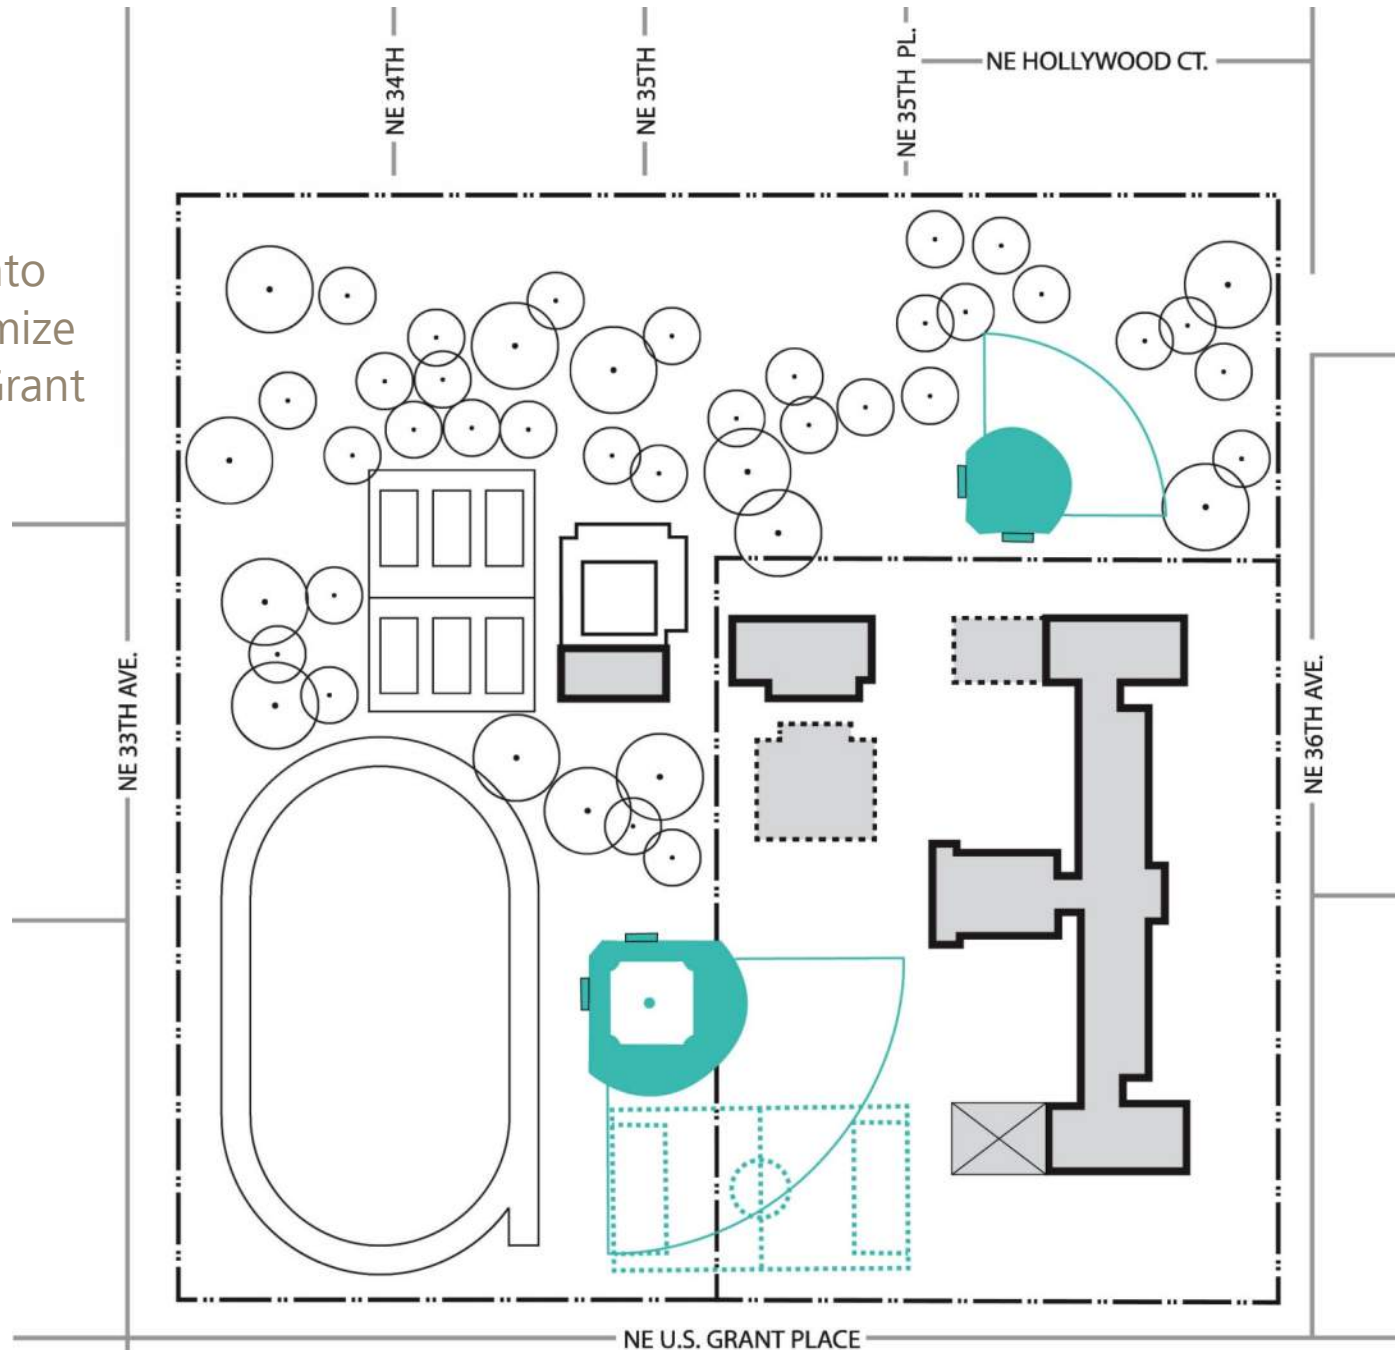 NE 34TH
NE 35TH
NE 35TH PL.
NE HOLLYWOOD CT.
nto
mize
Grant
NE 33TH AVE.
NE 36TH AVE.
NE U.S. GRANT PLACE